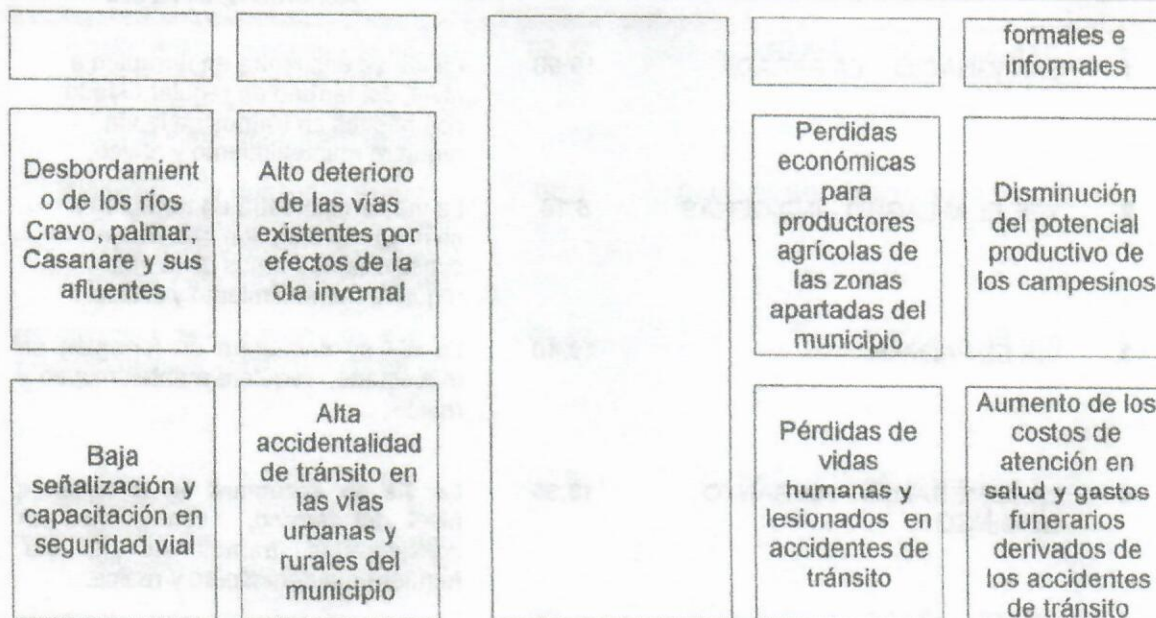 formales e
informales
Desbordamient
o de los ríos
Cravo, palmar,
Casanare y sus
afluentes
Alto deterioro
de las vías
existentes por
efectos de la
ola invernal
Perdidas
económicas
para
productores
agrícolas de
las zonas
apartadas del
municipio
Disminución
del potencial
productivo de
los campesinos
Baja
señalización y
capacitación en
seguridad vial
Alta
accidentalidad
de tránsito en
las vías
urbanas y
rurales del
municipio
Pérdidas de
vidas
humanas y
lesionados en
accidentes de
tránsito
Aumento de los
costos de
atención en
salud y gastos
funerarios
derivados de
los accidentes
de tránsito